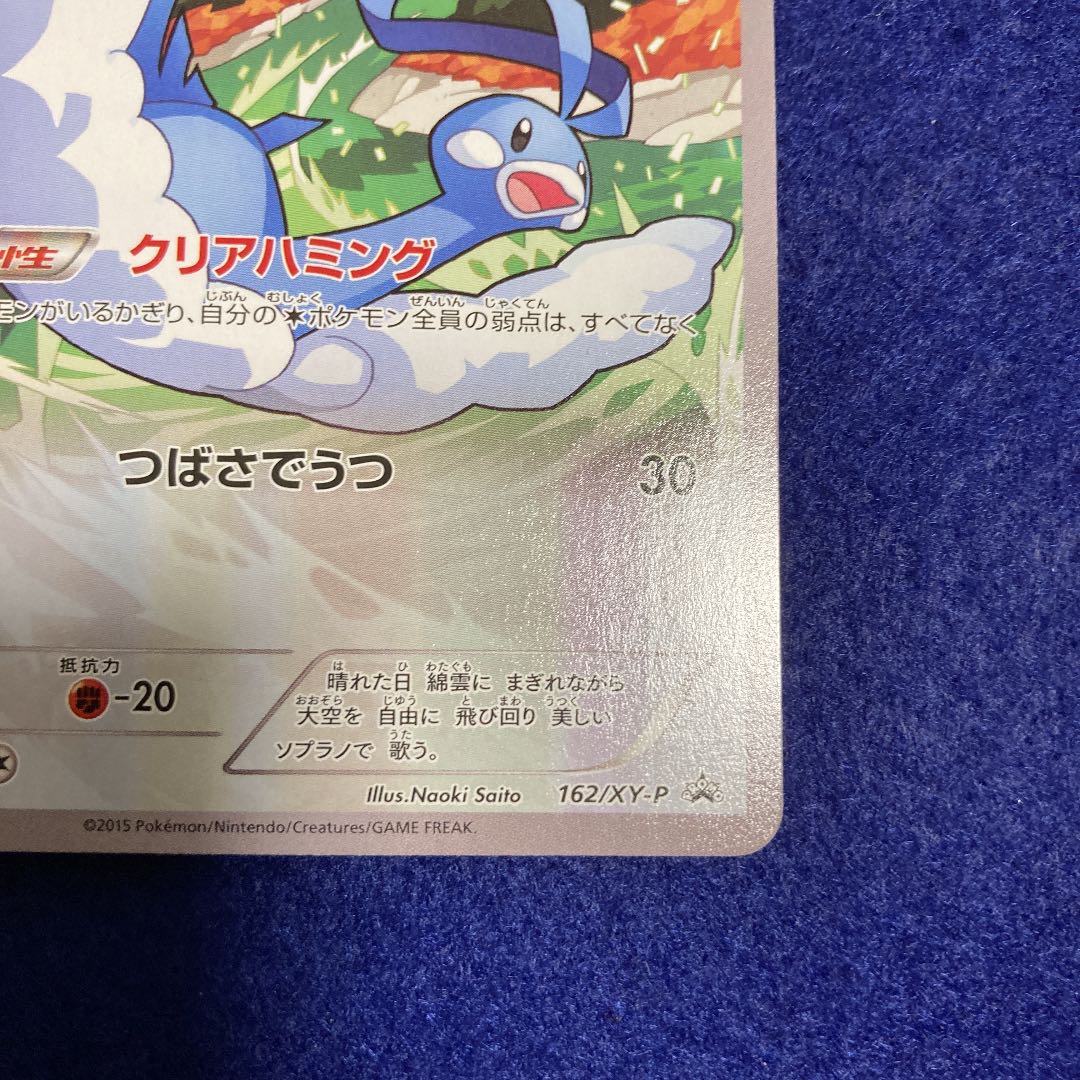 性 クリアハミング
モンがいるかぎり、自分の ポケモン全員の弱点は、すべてなく
つばさでうつ 30
抵抗力
-20
晴れた日 綿雲に まぎれながら
大空を 自由に 飛び回り 美しい
ソプラノで 歌う。
Illus.Naoki Saito 162/XY-P
©2015 Pokémon/Nintendo/Creatures/GAME FREAK.